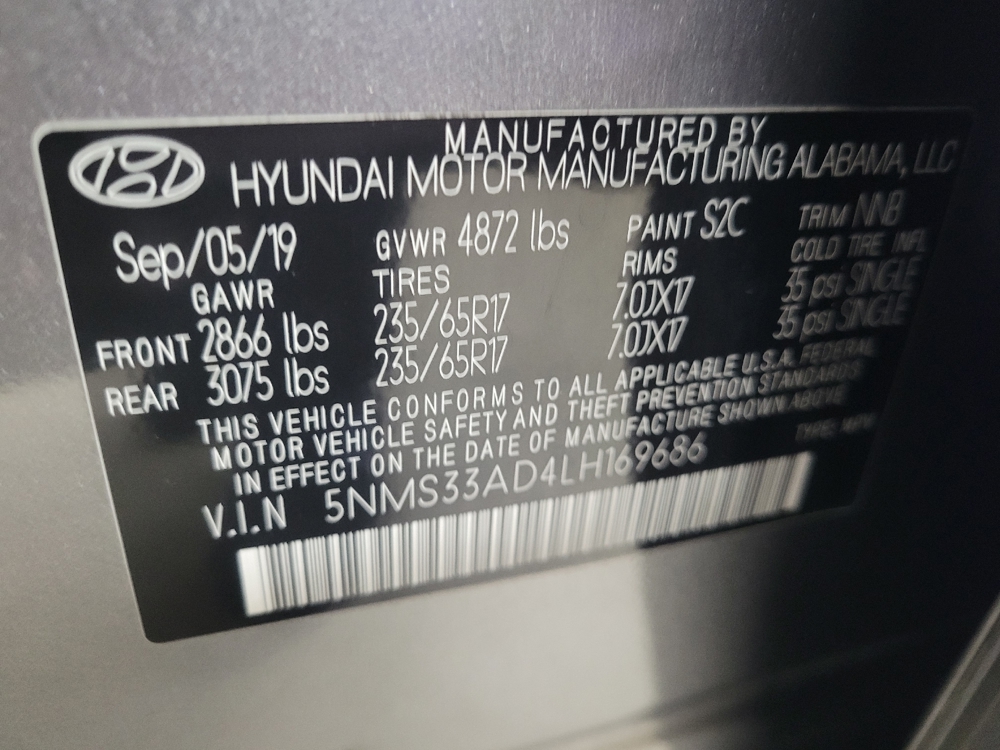 MANUFACTURED BY
HYUNDAI MOTOR MANUFACTURING ALABAMA, LLC
Sep/05/19 GVWR 4872 lbs PAINT S2C TRIM NNB
GAWR TIRES RIMS COLD TIRE INFL
FRONT 2866 lbs 235/65R17 7.0JX17 35 psi SINGLE
REAR 3075 lbs 235/65R17 7.0JX17 35 psi SINGLE
THIS VEHICLE CONFORMS TO ALL APPLICABLE U.S.A. FEDERAL
MOTOR VEHICLE SAFETY AND THEFT PREVENTION STANDARDS
IN EFFECT ON THE DATE OF MANUFACTURE SHOWN ABOVE
V.I.N 5NMS33AD4LH169686 TYPE: MPV